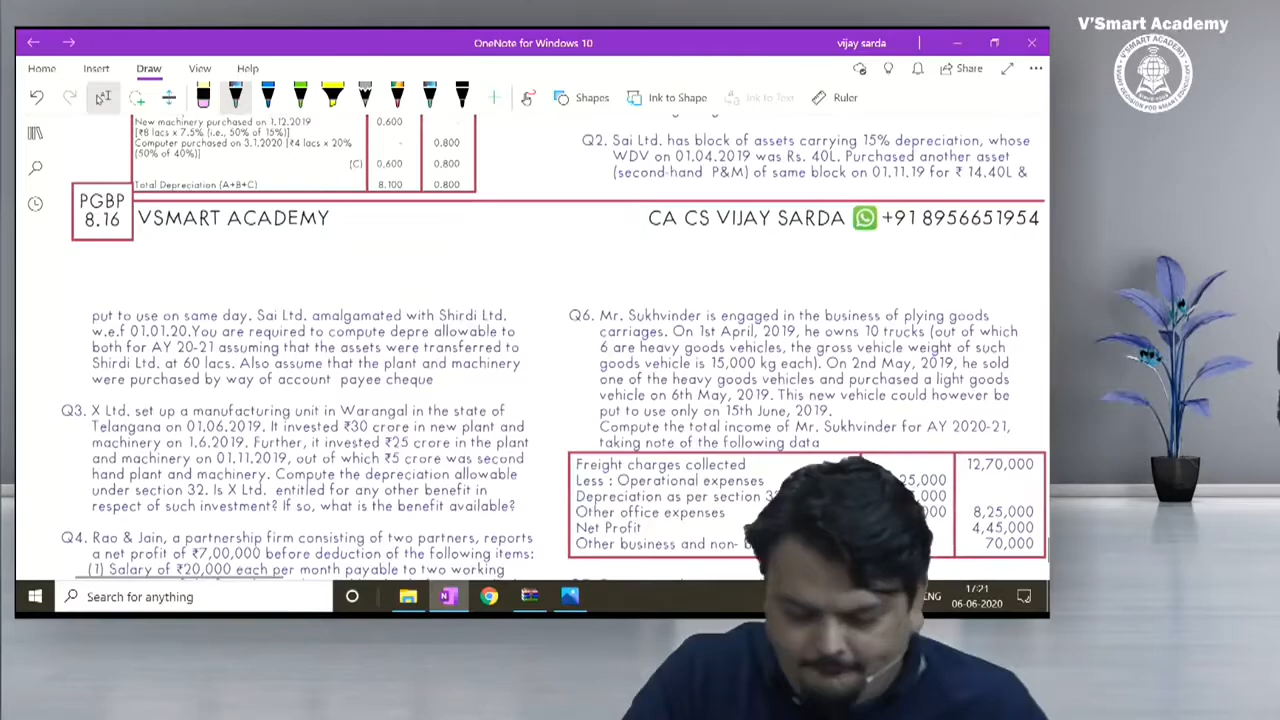 V'Smart Academy
OneNote for Windows 10
vijay sarda
Home
Insert
Draw
View
Help
Share
Shapes
Ink to Shape
Ink to Text
Ruler
New machinery purchased on 1.12.2019
0.600
-
[₹8 lacs x 7.5% (i.e., 50% of 15%)]
Computer purchased on 3.1.2020 [₹4 lacs x 20%
-
0.800
(50% of 40%)]
(C)
0.600
0.800
Total Depreciation (A+B+C)
8.100
0.800
Q2. Sai Ltd. has block of assets carrying 15% depreciation, whose
WDV on 01.04.2019 was Rs. 40L. Purchased another asset
(second-hand P&M) of same block on 01.11.19 for ₹ 14.40L &
PGBP
8.16
VSMART ACADEMY
CA CS VIJAY SARDA
+91 8956651954
put to use on same day. Sai Ltd. amalgamated with Shirdi Ltd.
w.e.f 01.01.20.You are required to compute depre allowable to
both for AY 20-21 assuming that the assets were transferred to
Shirdi Ltd. at 60 lacs. Also assume that the plant and machinery
were purchased by way of account payee cheque
Q3. X Ltd. set up a manufacturing unit in Warangal in the state of
Telangana on 01.06.2019. It invested ₹30 crore in new plant and
machinery on 1.6.2019. Further, it invested ₹25 crore in the plant
and machinery on 01.11.2019, out of which ₹5 crore was second
hand plant and machinery. Compute the depreciation allowable
under section 32. Is X Ltd. entitled for any other benefit in
respect of such investment? If so, what is the benefit available?
Q4. Rao & Jain, a partnership firm consisting of two partners, reports
a net profit of ₹7,00,000 before deduction of the following items:
(1) Salary of ₹20,000 each per month payable to two working
Q6. Mr. Sukhvinder is engaged in the business of plying goods
carriages. On 1st April, 2019, he owns 10 trucks (out of which
6 are heavy goods vehicles, the gross vehicle weight of such
goods vehicle is 15,000 kg each). On 2nd May, 2019, he sold
one of the heavy goods vehicles and purchased a light goods
vehicle on 6th May, 2019. This new vehicle could however be
put to use only on 15th June, 2019.
Compute the total income of Mr. Sukhvinder for AY 2020-21,
taking note of the following data
Freight charges collected
12,70,000
Less : Operational expenses
25,000
Depreciation as per section
Other office expenses
8,25,000
Net Profit
4,45,000
Other business and non-
70,000
Search for anything
ENG
17:21
06-06-2020